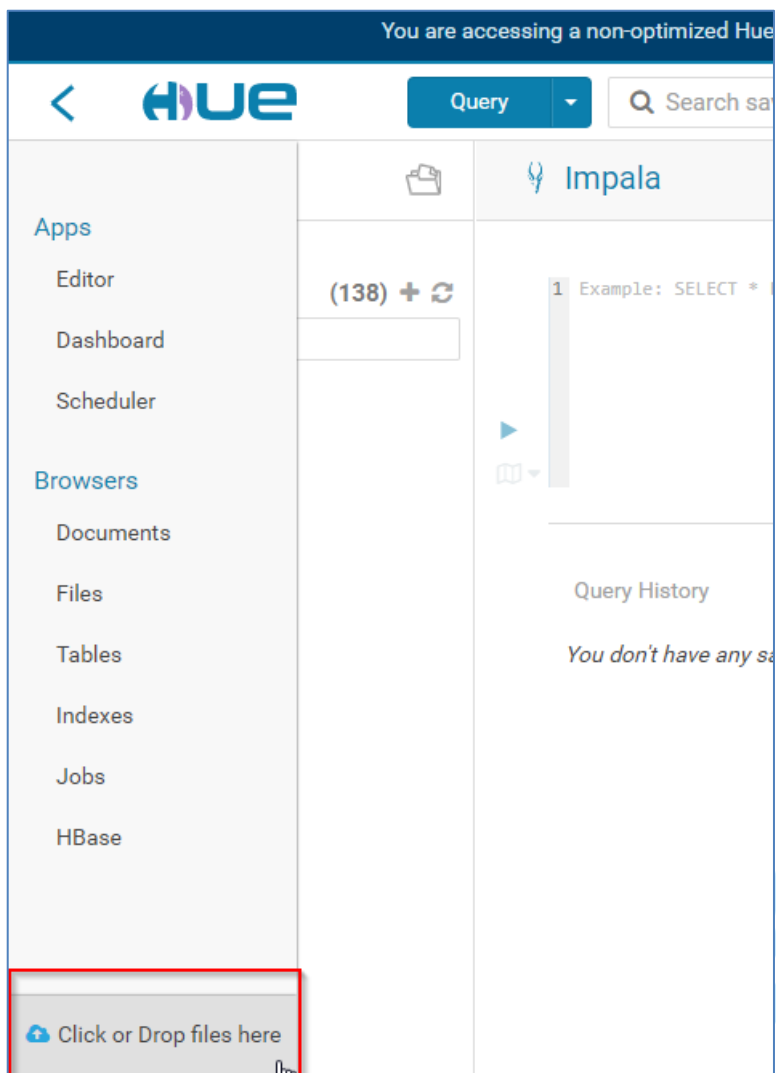 You are accessing a non-optimized Hue
HUE
Query
Search sa
Apps
Editor
Dashboard
Scheduler
Browsers
Documents
Files
Tables
Indexes
Jobs
HBase
Click or Drop files here
(138)
Impala
1 Example: SELECT *
Query History
You don't have any sa